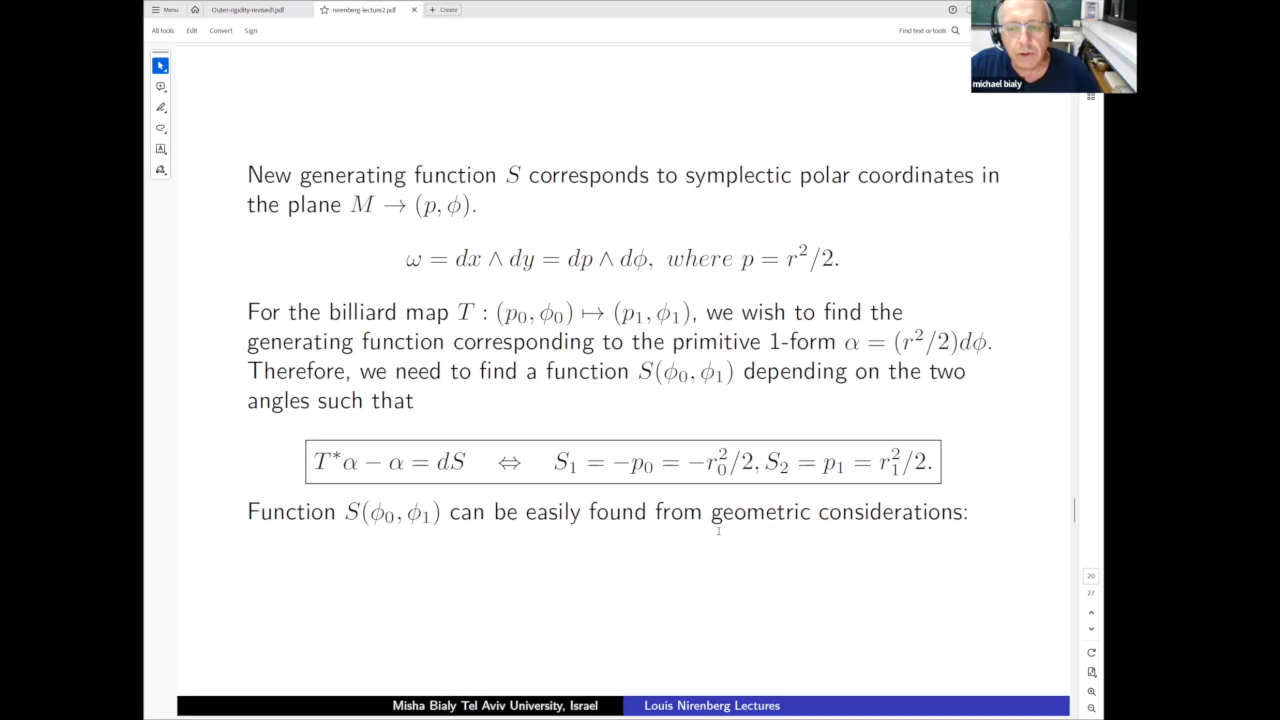 Menu
Outer-rigidity-revised1.pdf
nirenberg-lecture2.pdf
Create
All tools
Edit
Convert
Sign
Find text or tools
michael bialy
New generating function S corresponds to symplectic polar coordinates in
the plane M → (p, ϕ).
ω = dx ∧ dy = dp ∧ dϕ, where p = r²/2.
For the billiard map T : (p₀, ϕ₀) ↦ (p₁, ϕ₁), we wish to find the
generating function corresponding to the primitive 1-form α = (r²/2)dϕ.
Therefore, we need to find a function S(ϕ₀, ϕ₁) depending on the two
angles such that
T*α − α = dS ⇔ S₁ = −p₀ = −r₀²/2, S₂ = p₁ = r₁²/2.
Function S(ϕ₀, ϕ₁) can be easily found from geometric considerations:
20
27
Misha Bialy Tel Aviv University, Israel
Louis Nirenberg Lectures